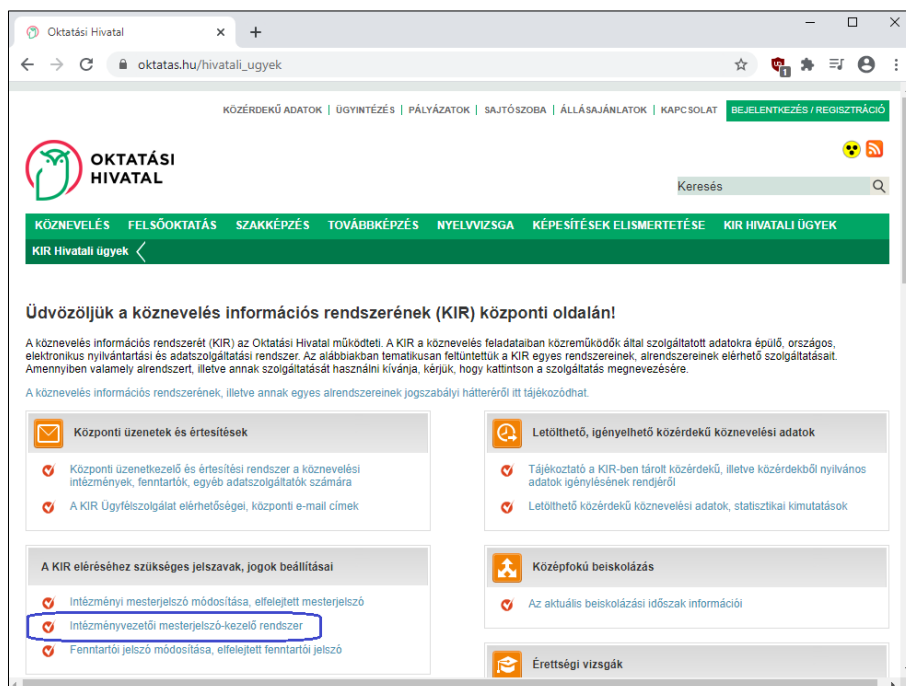 Oktatási Hivatal
oktatas.hu/hivatali_ugyek
1
KÖZÉRDEKŰ ADATOK | ÜGYINTÉZÉS | PÁLYÁZATOK | SAJTÓSZOBA | ÁLLÁSAJÁNLATOK | KAPCSOLAT BEJELENTKEZÉS / REGISZTRÁCIÓ
OKTATÁSI
HIVATAL
Keresés
KÖZNEVELÉS FELSŐOKTATÁS SZAKKÉPZÉS TOVÁBBKÉPZÉS NYELVVIZSGA KÉPESÍTÉSEK ELISMERTETÉSE KIR HIVATALI ÜGYEK
KIR Hivatali ügyek
Üdvözöljük a köznevelés információs rendszerének (KIR) központi oldalán!
A köznevelés információs rendszerét (KIR) az Oktatási Hivatal működteti. A KIR a köznevelés feladataiban közreműködők által szolgáltatott adatokra épülő, országos,
elektronikus nyilvántartási és adatszolgáltatási rendszer. Az alábbiakban tematikusan feltüntettük a KIR egyes rendszereinek, alrendszereinek elérhető szolgáltatásait.
Amennyiben valamely alrendszert, illetve annak szolgáltatását használni kívánja, kérjük, hogy kattintson a szolgáltatás megnevezésére.
A köznevelés információs rendszerének, illetve annak egyes alrendszereinek jogszabályi hátteréről itt tájékozódhat.
Központi üzenetek és értesítések
Központi üzenetkezelő és értesítési rendszer a köznevelési
intézmények, fenntartók, egyéb adatszolgáltatók számára
A KIR Ügyfélszolgálat elérhetőségei, központi e-mail címek
Letölthető, igényelhető közérdekű köznevelési adatok
Tájékoztató a KIR-ben tárolt közérdekű, illetve közérdekből nyilvános
adatok igénylésének rendjéről
Letölthető közérdekű köznevelési adatok, statisztikai kimutatások
A KIR eléréséhez szükséges jelszavak, jogok beállításai
Intézményi mesterjelszó módosítása, elfelejtett mesterjelszó
Intézményvezetői mesterjelszó-kezelő rendszer
Fenntartói jelszó módosítása, elfelejtett fenntartói jelszó
Középfokú beiskolázás
Az aktuális beiskolázási időszak információi
Érettségi vizsgák